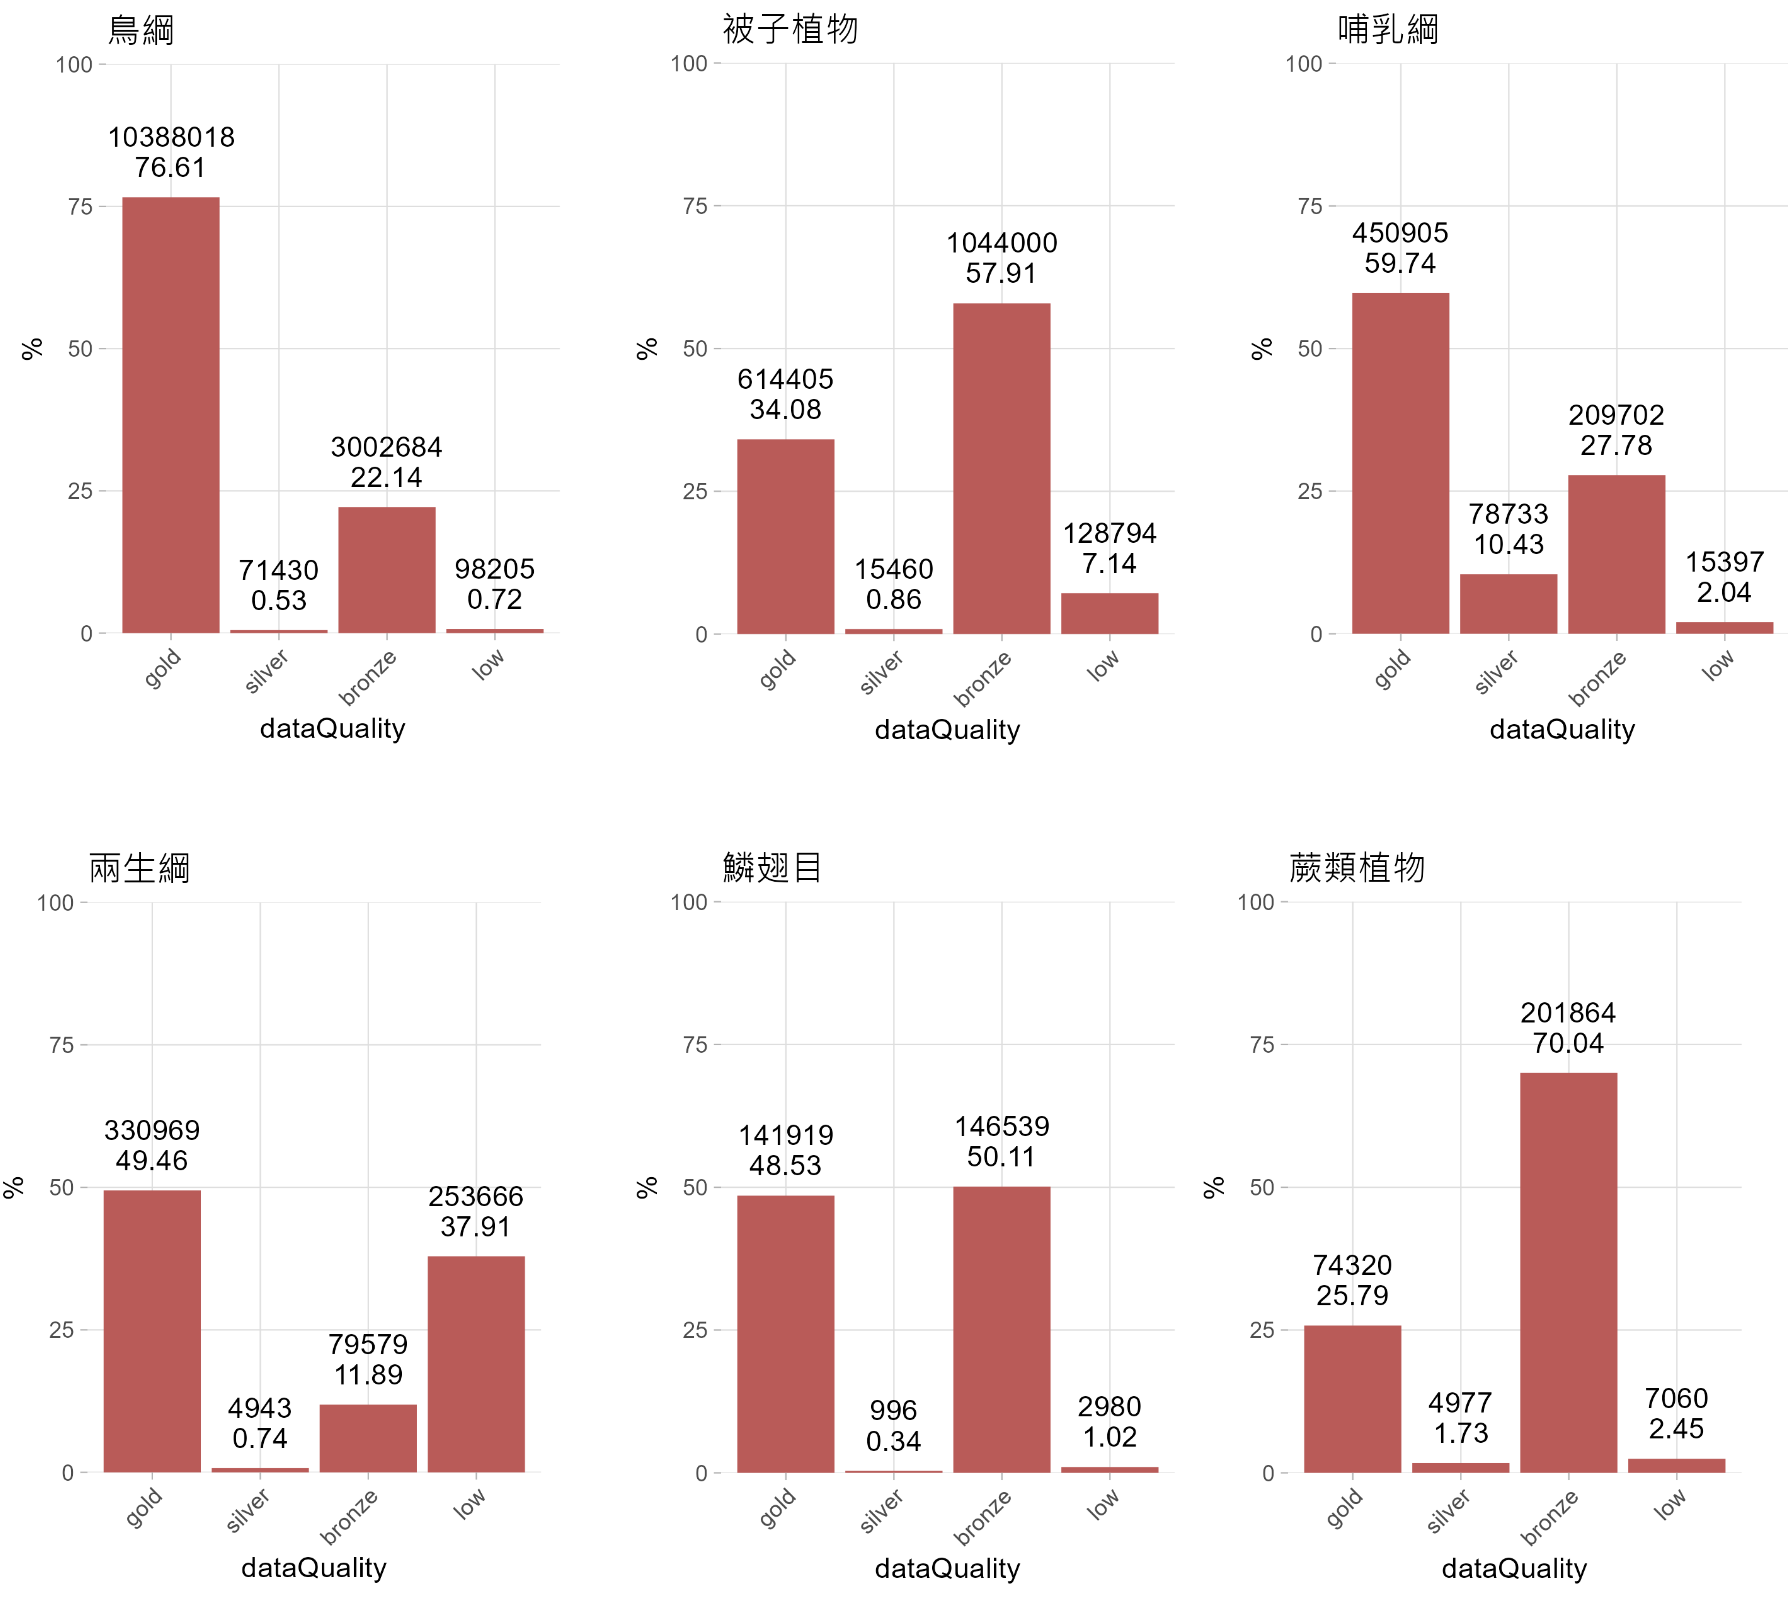 鳥綱
100
75
50
25
0
%
10388018
76.61
71430
0.53
3002684
22.14
98205
0.72
gold
silver
bronze
low
dataQuality
被子植物
100
75
50
25
0
%
614405
34.08
15460
0.86
1044000
57.91
128794
7.14
gold
silver
bronze
low
dataQuality
哺乳綱
100
75
50
25
0
%
450905
59.74
78733
10.43
209702
27.78
15397
2.04
gold
silver
bronze
low
dataQuality
兩生綱
100
75
50
25
0
%
330969
49.46
4943
0.74
79579
11.89
253666
37.91
gold
silver
bronze
low
dataQuality
鱗翅目
100
75
50
25
0
%
141919
48.53
996
0.34
146539
50.11
2980
1.02
gold
silver
bronze
low
dataQuality
蕨類植物
100
75
50
25
0
%
74320
25.79
4977
1.73
201864
70.04
7060
2.45
gold
silver
bronze
low
dataQuality